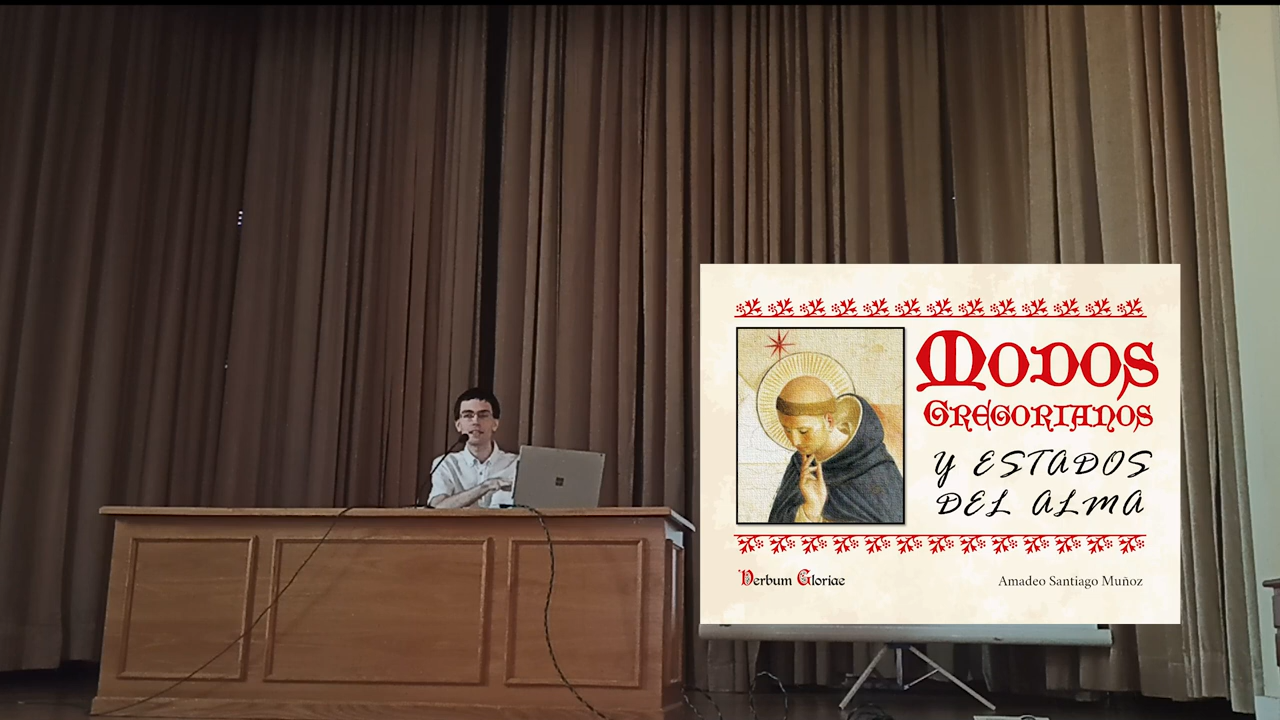 Modos
Gregorianos
y estados
del alma
Verbum Gloriae
Amadeo Santiago Muñoz